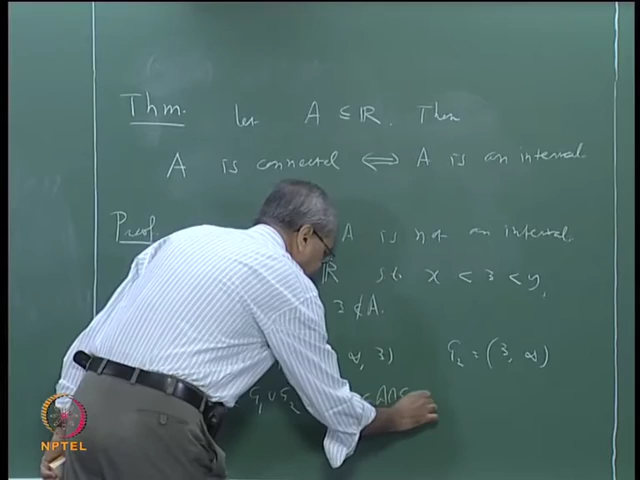 Thm. Let A ⊆ ℝ. Then
A is connected ⟺ A is an interval.
Proof A is not an interval.
ℝ s.t. x < z < y,
z ∉ A.
∞, z) G₂ = (z, ∞)
G₁ ∪ G₂ ∈ A ∩ G
NPTEL